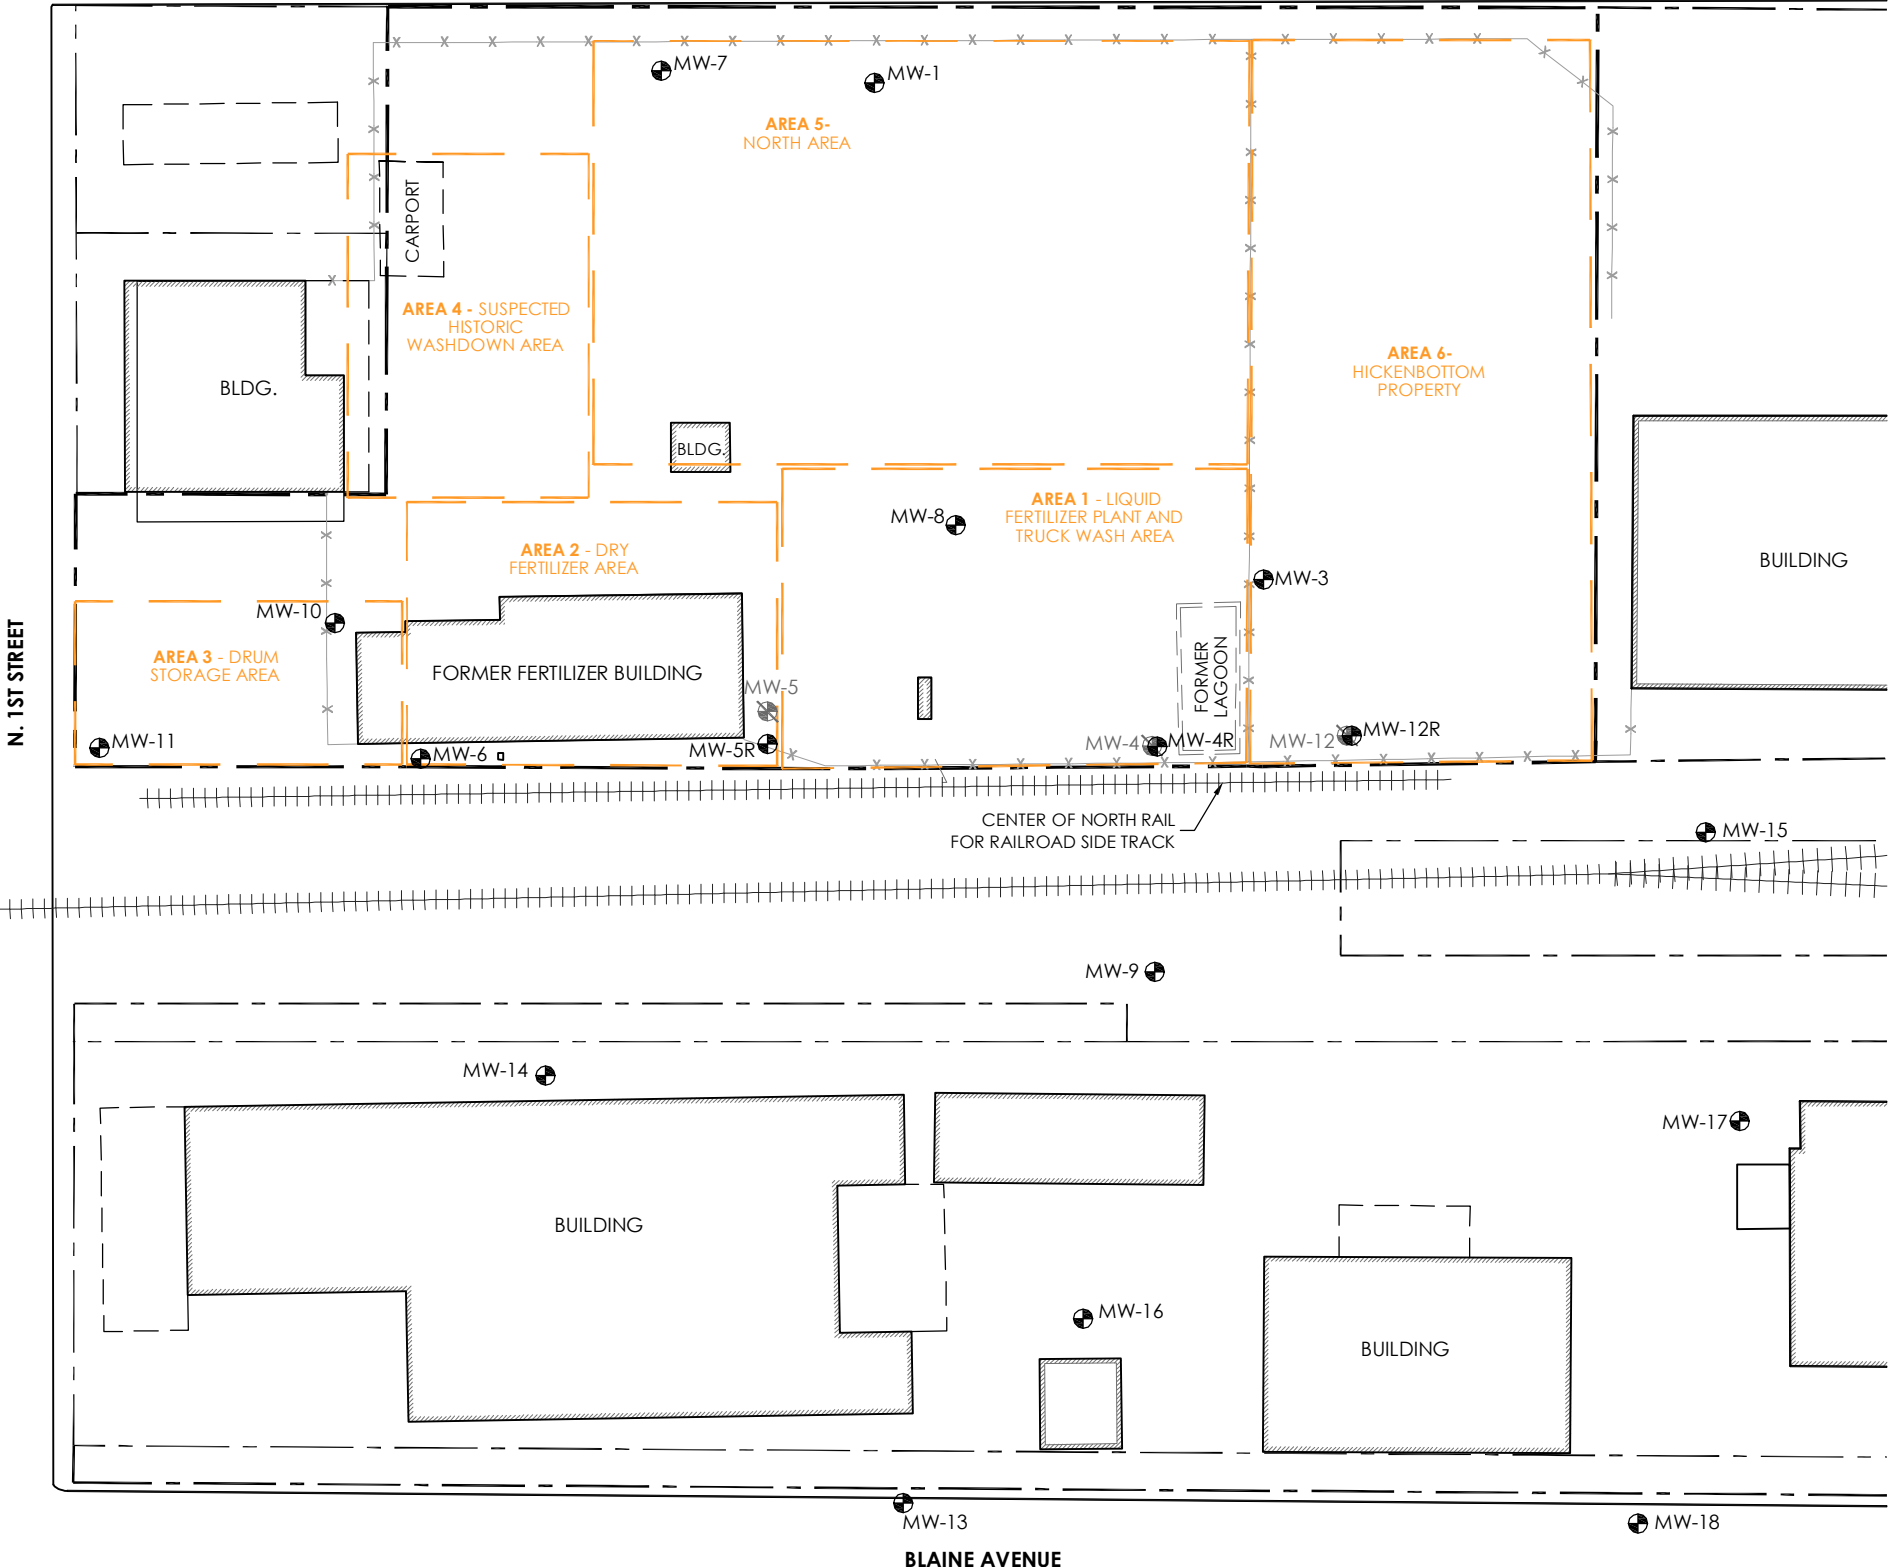 MW-7
MW-1
AREA 5-
NORTH AREA
CARPORT
AREA 4 - SUSPECTED
HISTORIC
WASHDOWN AREA
BLDG.
AREA 6-
HICKENBOTTOM
PROPERTY
BLDG.
AREA 1 - LIQUID
FERTILIZER PLANT AND
TRUCK WASH AREA
MW-8
AREA 2 - DRY
FERTILIZER AREA
BUILDING
MW-3
MW-10
N. 1ST STREET
AREA 3 - DRUM
STORAGE AREA
FORMER FERTILIZER BUILDING
FORMER
LAGOON
MW-5
MW-11
MW-6
MW-5R
MW-4
MW-4R
MW-12
MW-12R
CENTER OF NORTH RAIL
FOR RAILROAD SIDE TRACK
MW-15
MW-9
MW-14
MW-17
BUILDING
MW-16
BUILDING
MW-13
MW-18
BLAINE AVENUE